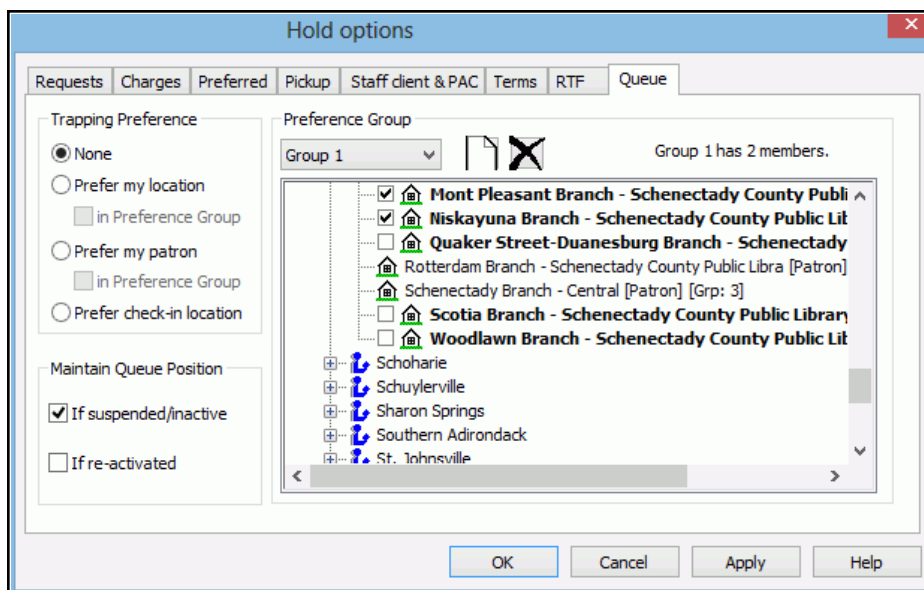 Hold options
Requests Charges Preferred Pickup Staff client & PAC Terms RTF Queue
Trapping Preference
None
Prefer my location
in Preference Group
Prefer my patron
in Preference Group
Prefer check-in location
Maintain Queue Position
If suspended/inactive
If re-activated
Preference Group
Group 1
Group 1 has 2 members.
Mont Pleasant Branch - Schenectady County Publi
Niskayuna Branch - Schenectady County Public Lib
Quaker Street-Duanesburg Branch - Schenectady
Rotterdam Branch - Schenectady County Public Libra [Patron]
Schenectady Branch - Central [Patron] [Grp: 3]
Scotia Branch - Schenectady County Public Library
Woodlawn Branch - Schenectady County Public Lib
Schoharie
Schuylerville
Sharon Springs
Southern Adirondack
St. Johnsville
OK Cancel Apply Help